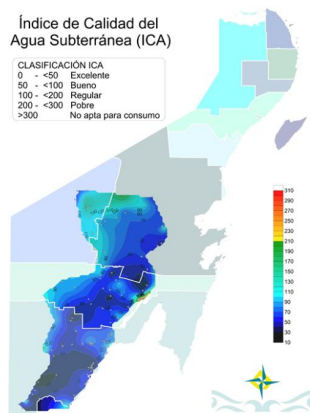 Índice de Calidad del
Agua Subterránea (ICA)
CLASIFICACIÓN ICA
0 - <50 Excelente
50 - <100 Bueno
100 - <200 Regular
200 - <300 Pobre
>300 No apta para consumo
310
290
270
250
230
210
190
170
150
130
110
90
70
50
30
10